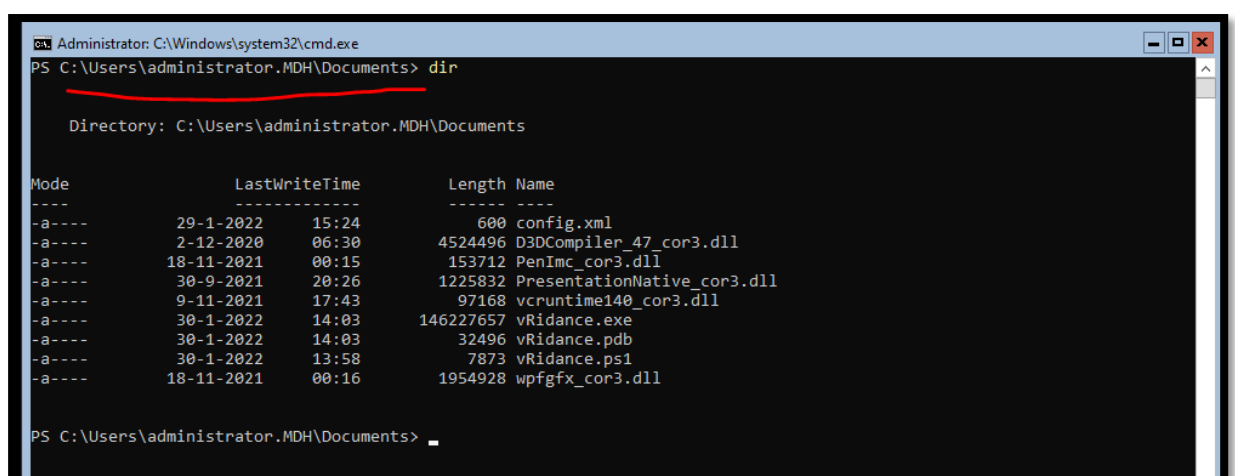 Administrator: C:\Windows\system32\cmd.exe
PS C:\Users\administrator.MDH\Documents> dir
Directory: C:\Users\administrator.MDH\Documents
Mode LastWriteTime Length Name
---- ------------- ------ ----
-a---- 29-1-2022 15:24 600 config.xml
-a---- 2-12-2020 06:30 4524496 D3DCompiler_47_cor3.dll
-a---- 18-11-2021 00:15 153712 PenImc_cor3.dll
-a---- 30-9-2021 20:26 1225832 PresentationNative_cor3.dll
-a---- 9-11-2021 17:43 97168 vcruntime140_cor3.dll
-a---- 30-1-2022 14:03 146227657 vRidance.exe
-a---- 30-1-2022 14:03 32496 vRidance.pdb
-a---- 30-1-2022 13:58 7873 vRidance.ps1
-a---- 18-11-2021 00:16 1954928 wpfgfx_cor3.dll
PS C:\Users\administrator.MDH\Documents>